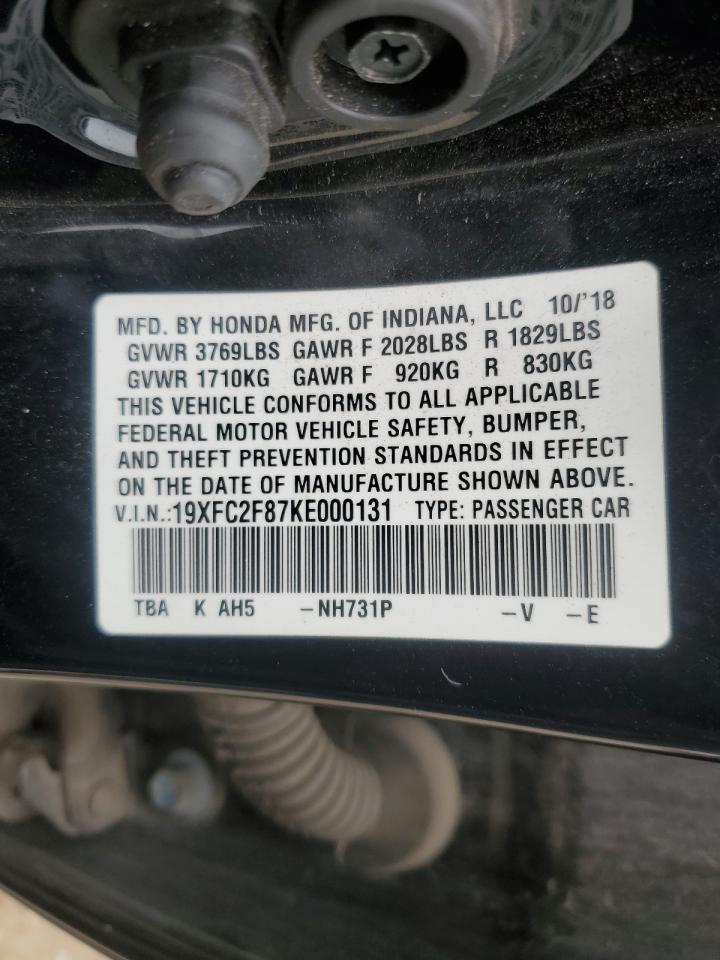 MFD. BY HONDA MFG. OF INDIANA, LLC 10/'18
GVWR 3769LBS GAWR F 2028LBS R 1829LBS
GVWR 1710KG GAWR F 920KG R 830KG
THIS VEHICLE CONFORMS TO ALL APPLICABLE
FEDERAL MOTOR VEHICLE SAFETY, BUMPER,
AND THEFT PREVENTION STANDARDS IN EFFECT
ON THE DATE OF MANUFACTURE SHOWN ABOVE.
V.I.N.:19XFC2F87KE000131 TYPE: PASSENGER CAR
TBA K AH5 –NH731P –V –E